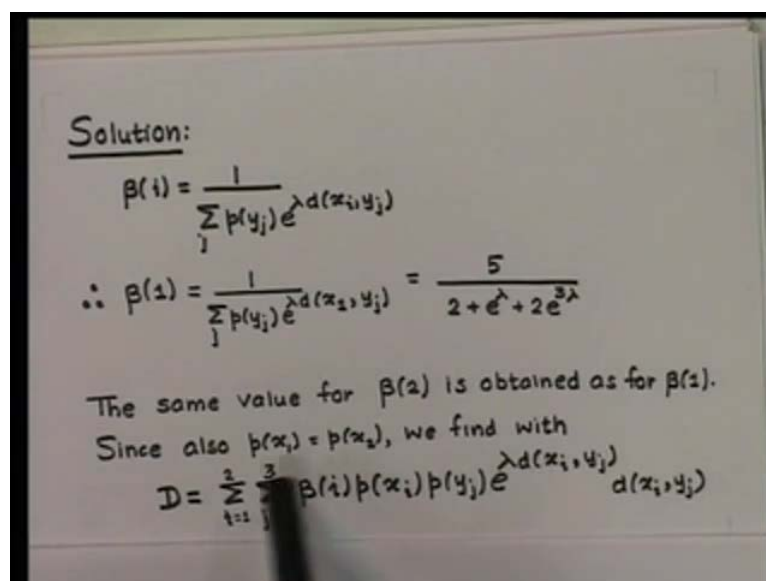 Solution:
β(i) = 1 / Σ_j p(y_j) e^{λd(x_i, y_j)}
∴ β(1) = 1 / Σ_j p(y_j) e^{λd(x_1, y_j)} = 5 / 2 + e^λ + 2e^{3λ}
The same value for β(2) is obtained as for β(1).
Since also p(x_1) = p(x_2), we find with
D = Σ_{i=1}^{2} Σ_j^{3} β(i) p(x_i) p(y_j) e^{λd(x_i, y_j)} d(x_i, y_j)